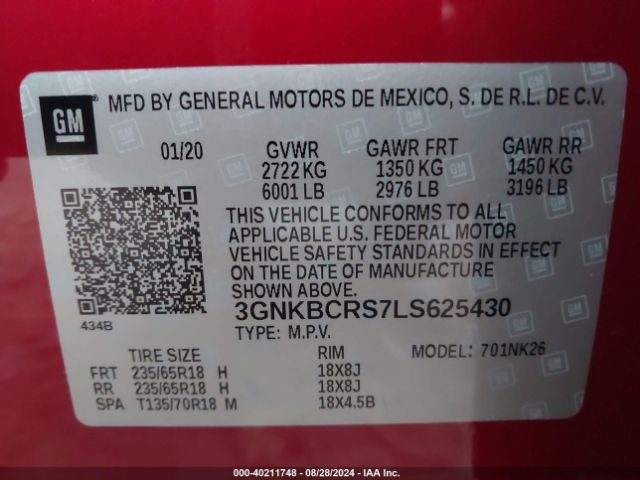 GM MFD BY GENERAL MOTORS DE MEXICO, S. DE R.L. DE C.V.
01/20 GVWR GAWR FRT GAWR RR
2722 KG 1350 KG 1450 KG
6001 LB 2976 LB 3196 LB
THIS VEHICLE CONFORMS TO ALL
APPLICABLE U.S. FEDERAL MOTOR
VEHICLE SAFETY STANDARDS IN EFFECT
ON THE DATE OF MANUFACTURE
SHOWN ABOVE.
434B
3GNKBCRS7LS625430
TYPE: M.P.V.
TIRE SIZE RIM MODEL: 701NK26
FRT 235/65R18 H 18X8J
RR 235/65R18 H 18X8J
SPA T135/70R18 M 18X4.5B
000-40211748 - 08/28/2024 - IAA Inc.